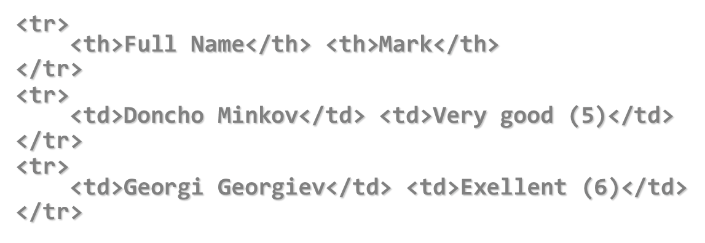 <tr>
<th>Full Name</th> <th>Mark</th>
</tr>
<tr>
<td>Doncho Minkov</td> <td>Very good (5)</td>
</tr>
<tr>
<td>Georgi Georgiev</td> <td>Exellent (6)</td>
</tr>